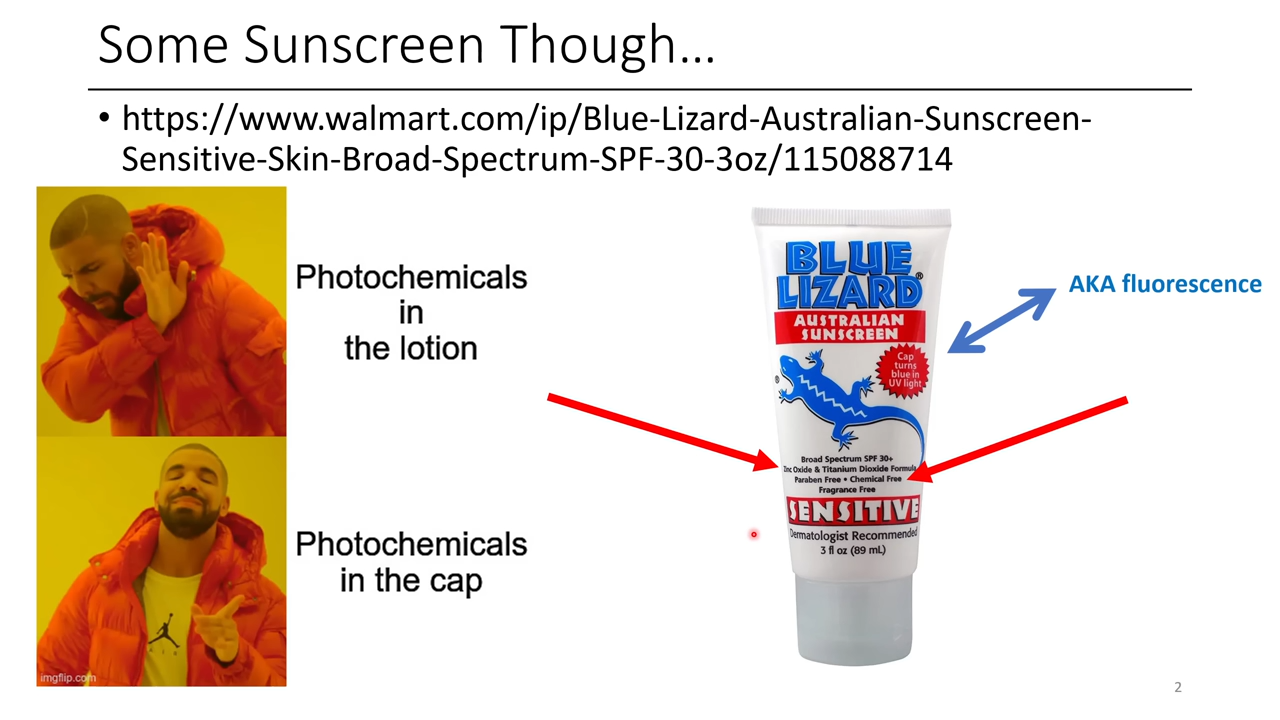 Some Sunscreen Though...
• https://www.walmart.com/ip/Blue-Lizard-Australian-Sunscreen-
Sensitive-Skin-Broad-Spectrum-SPF-30-3oz/115088714
Photochemicals
in
the lotion
Photochemicals
in the cap
imgflip.com
BLUE
LIZARD®
AUSTRALIAN
SUNSCREEN
Cap
turns
blue in
UV light
®
Broad Spectrum SPF 30+
Zinc Oxide & Titanium Dioxide Formula
Paraben Free • Chemical Free
Fragrance Free
SENSITIVE
Dermatologist Recommended
3 fl oz (89 mL)
AKA fluorescence
2